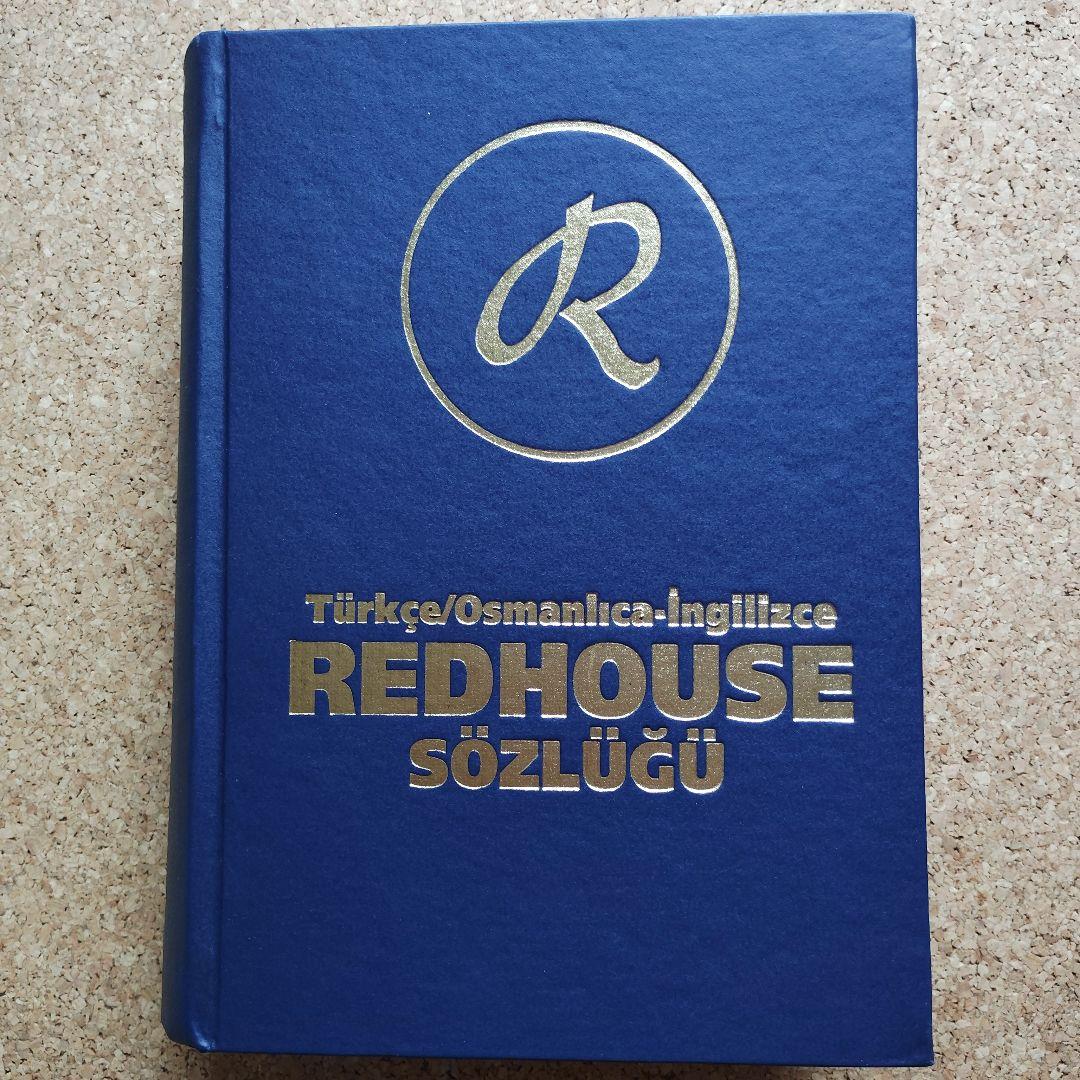 R
Türkçe/Osmanlıca-İngilizce
REDHOUSE
SÖZLÜĞÜ